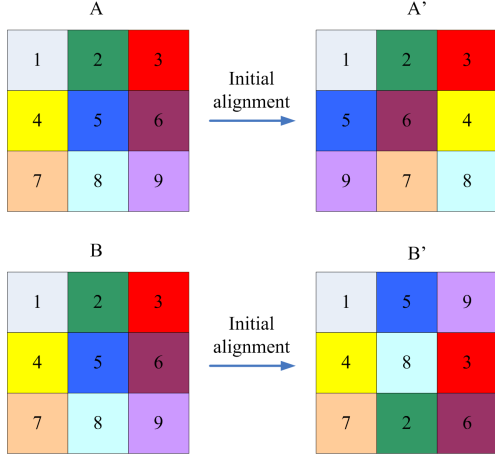 A A’
1 2 3 1 2 3
Initial
alignment
4 5 6 5 6 4
7 8 9 9 7 8
B B’
1 2 3 1 5 9
Initial
alignment
4 5 6 4 8 3
7 8 9 7 2 6